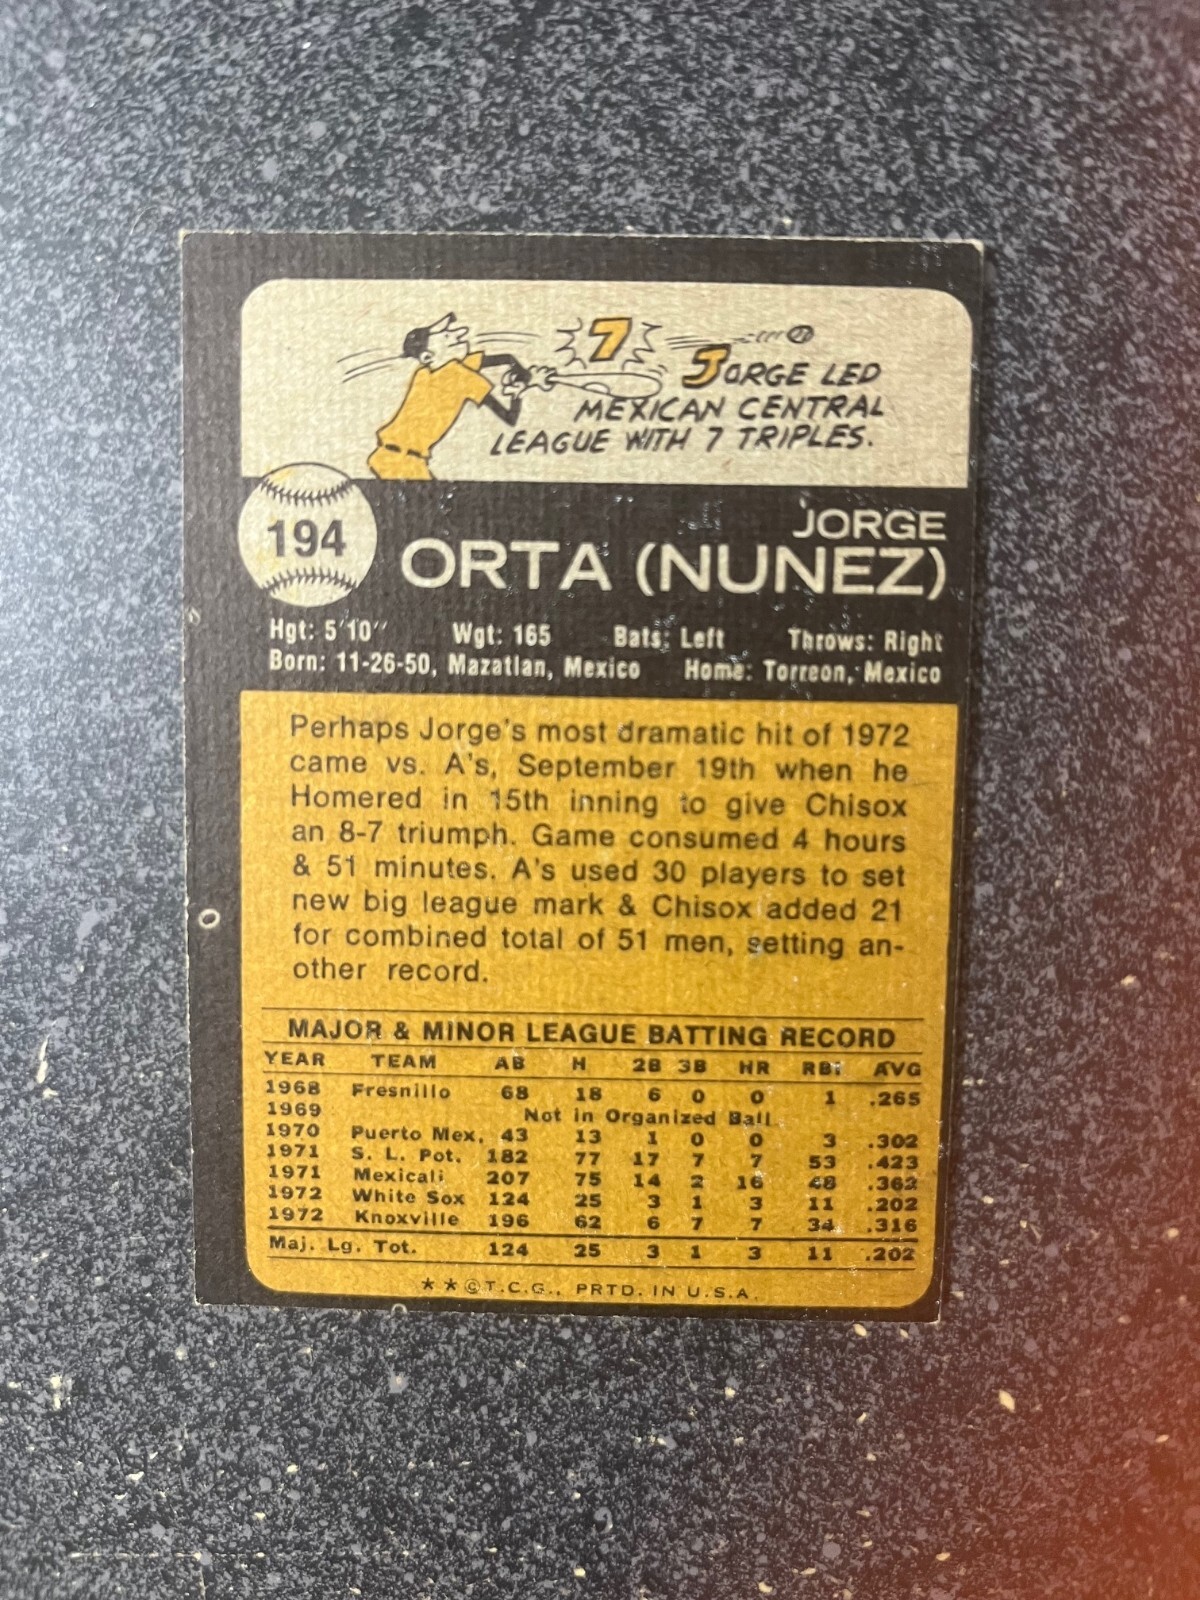 7
JORGE LED
MEXICAN CENTRAL
LEAGUE WITH 7 TRIPLES.
194
JORGE
ORTA (NUNEZ)
Hgt: 5'10" Wgt: 165 Bats: Left Throws: Right
Born: 11-26-50, Mazatlan, Mexico Home: Torreon, Mexico
Perhaps Jorge's most dramatic hit of 1972
came vs. A's, September 19th when he
Homered in 15th inning to give Chisox
an 8-7 triumph. Game consumed 4 hours
& 51 minutes. A's used 30 players to set
new big league mark & Chisox added 21
for combined total of 51 men, setting an-
other record.
MAJOR & MINOR LEAGUE BATTING RECORD
YEAR TEAM AB H 2B 3B HR RBI AVG
1968 Fresnillo 68 18 6 0 0 1 .265
1969 Not in Organized Ball
1970 Puerto Mex. 43 13 1 0 0 3 .302
1971 S. L. Pot. 182 77 17 7 7 53 .423
1971 Mexicali 207 75 14 2 16 48 .362
1972 White Sox 124 25 3 1 3 11 .202
1972 Knoxville 196 62 6 7 7 34 .316
Maj. Lg. Tot. 124 25 3 1 3 11 .202
★★©T.C.G., PRTD. IN U.S.A.